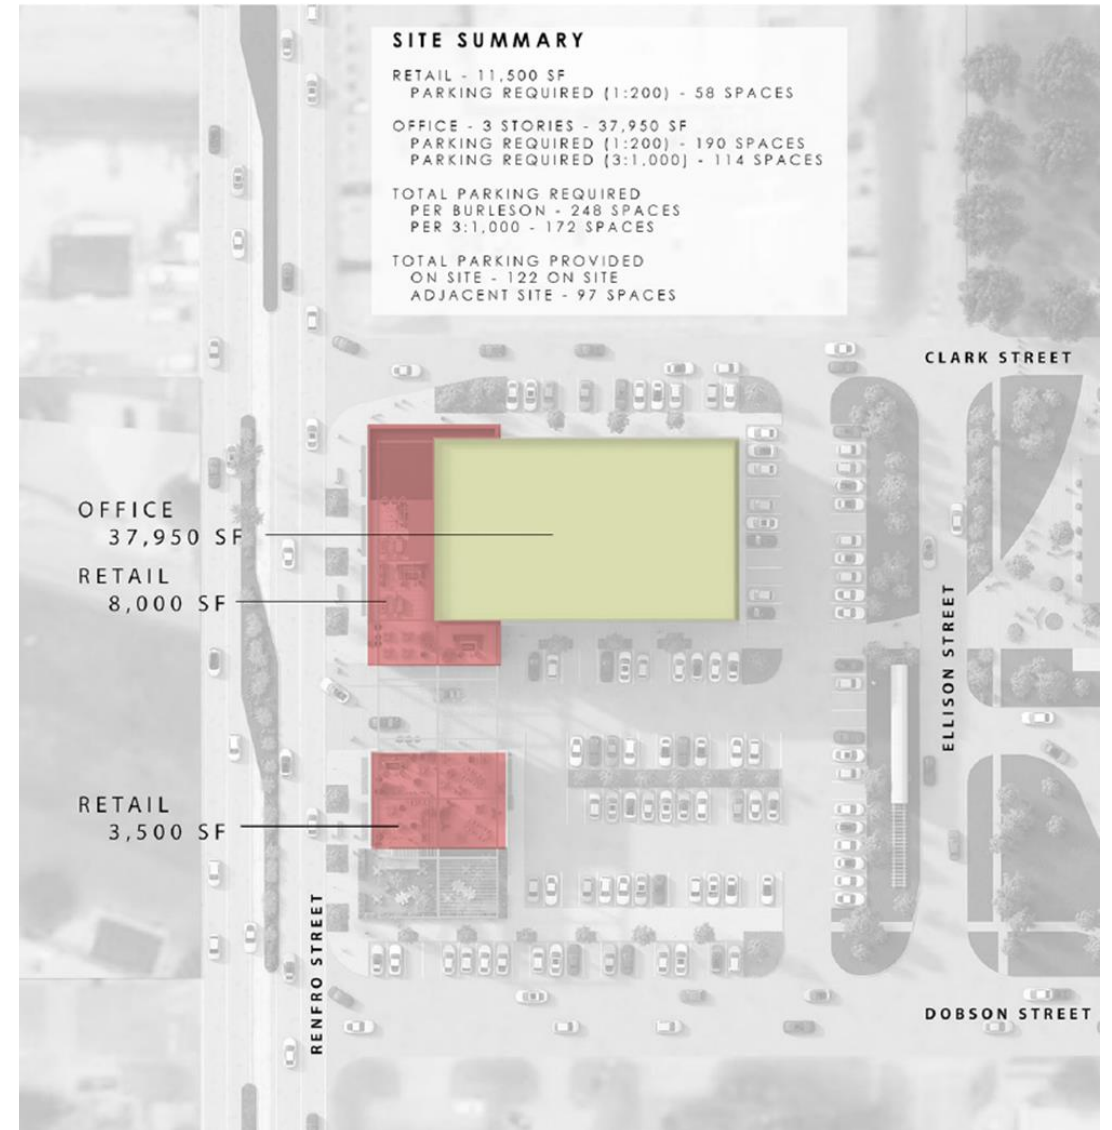 SITE SUMMARY
RETAIL - 11,500 SF
PARKING REQUIRED (1:200) - 58 SPACES
OFFICE - 3 STORIES - 37,950 SF
PARKING REQUIRED (1:200) - 190 SPACES
PARKING REQUIRED (3:1,000) - 114 SPACES
TOTAL PARKING REQUIRED
PER BURLESON - 248 SPACES
PER 3:1,000 - 172 SPACES
TOTAL PARKING PROVIDED
ON SITE - 122 ON SITE
ADJACENT SITE - 97 SPACES
CLARK STREET
OFFICE
37,950 SF
RETAIL
8,000 SF
ELLISON STREET
RETAIL
3,500 SF
RENFRO STREET
DOBSON STREET